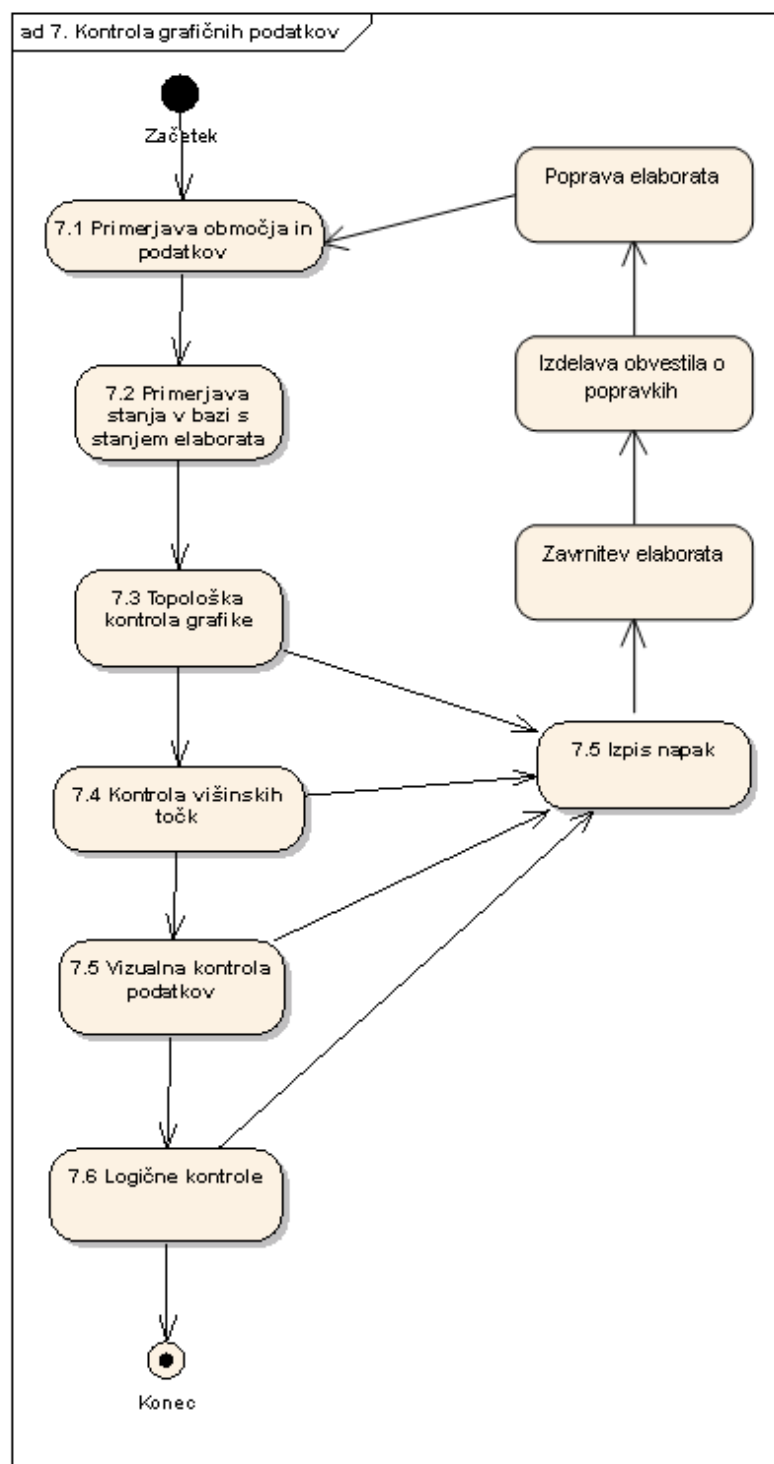 ad 7. Kontrola grafičnih podatkov
Začetek
7.1 Primerjava območja in
podatkov
7.2 Primerjava
stanja v bazi s
stanjem elaborata
7.3 Topološka
kontrola grafike
7.4 Kontrola višinskih
točk
7.5 Vizualna kontrola
podatkov
7.6 Logične kontrole
Konec
Poprava elaborata
Izdelava obvestila o
popravkih
Zavrnitev elaborata
7.5 Izpis napak